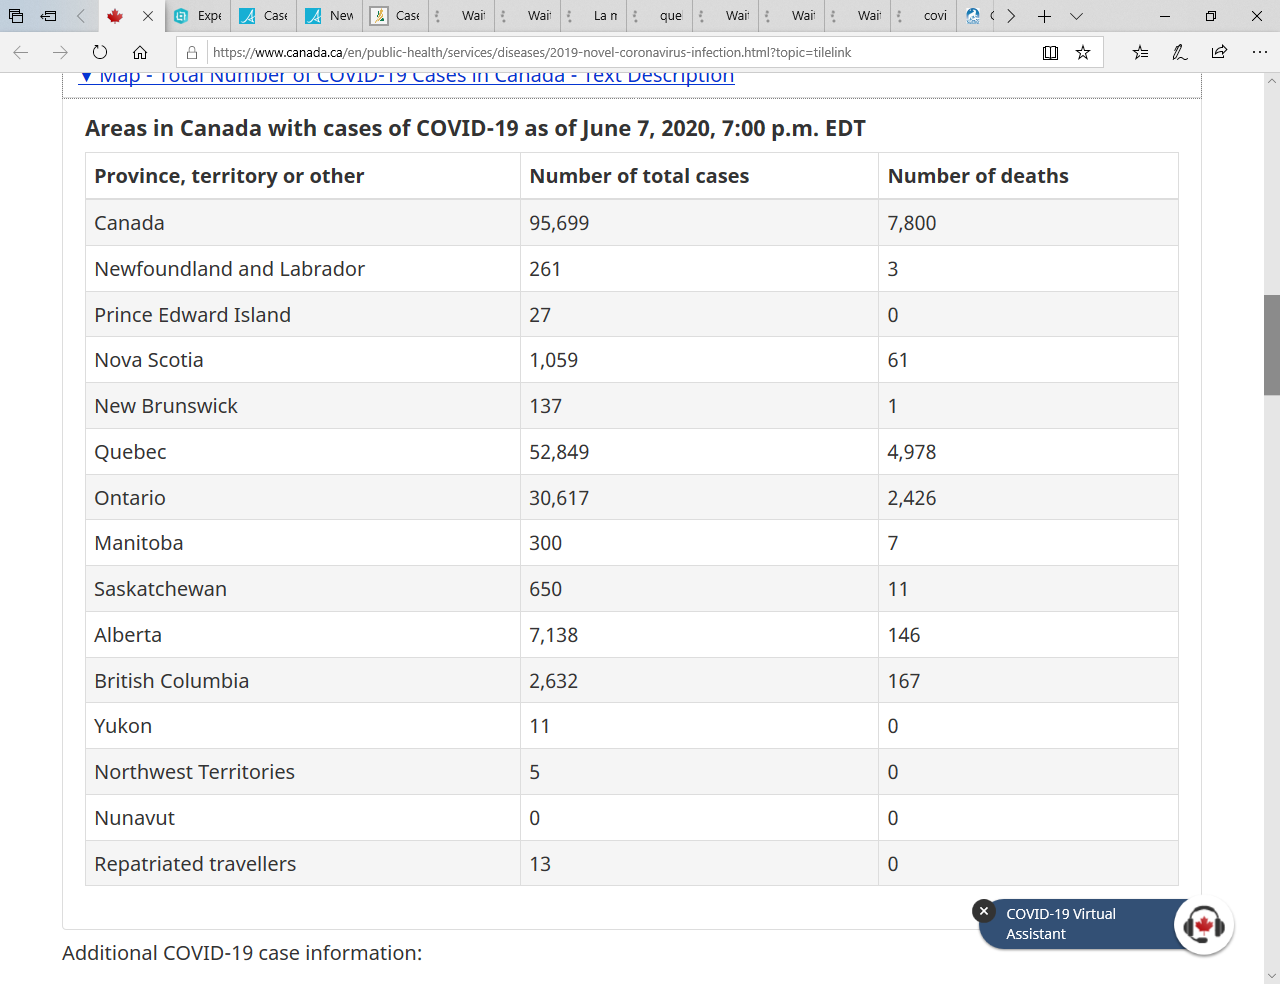 Expe
Case
New
Case
Wait
Wait
La m
que
Wait
Wait
Wait
covi
https://www.canada.ca/en/public-health/services/diseases/2019-novel-coronavirus-infection.html?topic=tilelink
▼ Map - Total Number of COVID-19 Cases in Canada - Text Description
Areas in Canada with cases of COVID-19 as of June 7, 2020, 7:00 p.m. EDT
Province, territory or other Number of total cases Number of deaths
Canada 95,699 7,800
Newfoundland and Labrador 261 3
Prince Edward Island 27 0
Nova Scotia 1,059 61
New Brunswick 137 1
Quebec 52,849 4,978
Ontario 30,617 2,426
Manitoba 300 7
Saskatchewan 650 11
Alberta 7,138 146
British Columbia 2,632 167
Yukon 11 0
Northwest Territories 5 0
Nunavut 0 0
Repatriated travellers 13 0
COVID-19 Virtual
Assistant
Additional COVID-19 case information: